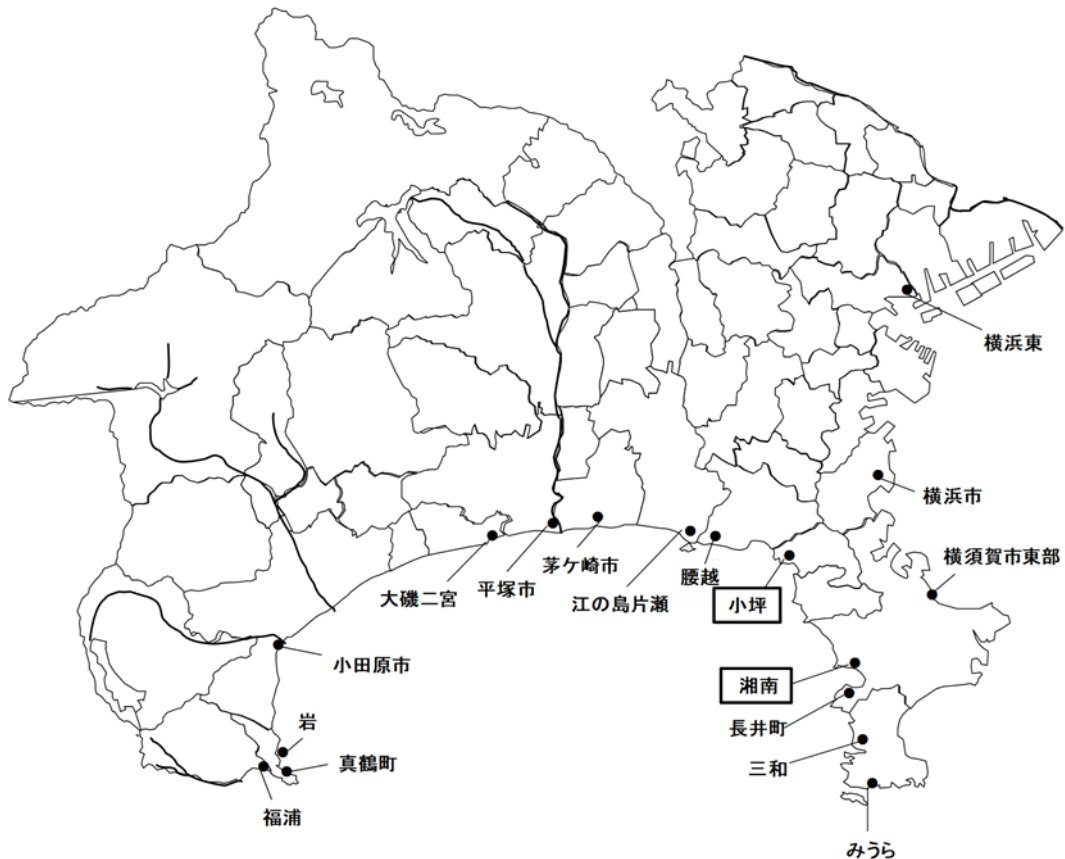 横浜東
横浜市
横須賀市東部
茅ケ崎市
腰越
平塚市
大磯二宮
江の島片瀬
小坪
小田原市
湘南
岩
長井町
真鶴町
三和
福浦
みうら